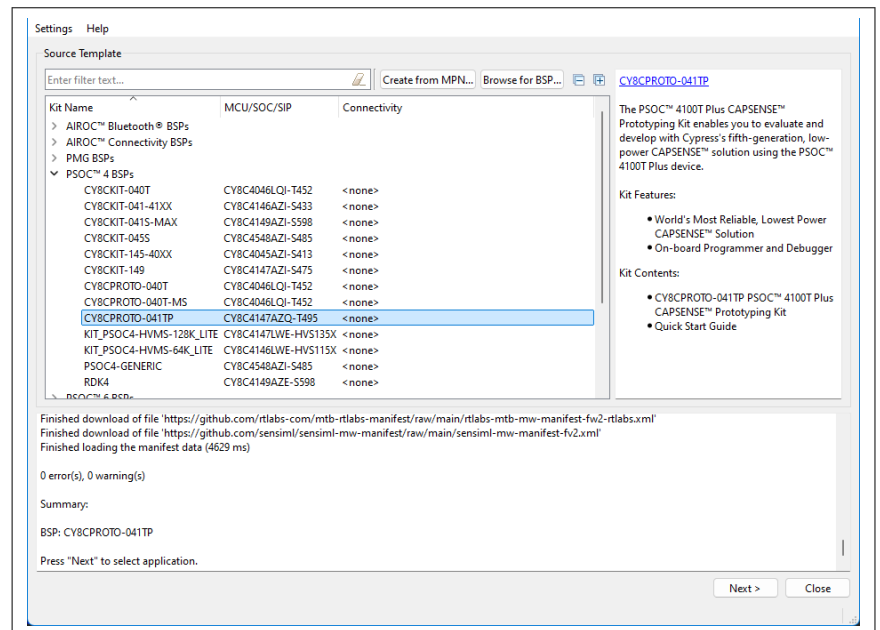 Settings Help
Source Template
Enter filter text...
Create from MPN... Browse for BSP...
Kit Name MCU/SOC/SIP Connectivity
AIROC™ Bluetooth® BSPs
AIROC™ Connectivity BSPs
PMG BSPs
PSOC™ 4 BSPs
CY8CKIT-040T CY8C4046LQI-T452 <none>
CY8CKIT-041-41XX CY8C4146AZI-S433 <none>
CY8CKIT-041S-MAX CY8C4149AZI-S598 <none>
CY8CKIT-045S CY8C4548AZI-S485 <none>
CY8CKIT-145-40XX CY8C4045AZI-S413 <none>
CY8CKIT-149 CY8C4147AZI-S475 <none>
CY8CPROTO-040T CY8C4046LQI-T452 <none>
CY8CPROTO-040T-MS CY8C4046LQI-T452 <none>
CY8CPROTO-041TP CY8C4147AZQ-T495 <none>
KIT_PSOC4-HVMS-128K_LITE CY8C4147LWE-HVS135X <none>
KIT_PSOC4-HVMS-64K_LITE CY8C4146LWE-HVS115X <none>
PSOC4-GENERIC CY8C4548AZI-S485 <none>
RDK4 CY8C4149AZE-S598 <none>
PSOC™ 6 BSPs
CY8CPROTO-041TP
The PSOC™ 4100T Plus CAPSENSE™
Prototyping Kit enables you to evaluate and
develop with Cypress's fifth-generation, low-
power CAPSENSE™ solution using the PSOC™
4100T Plus device.
Kit Features:
• World's Most Reliable, Lowest Power
CAPSENSE™ Solution
• On-board Programmer and Debugger
Kit Contents:
• CY8CPROTO-041TP PSOC™ 4100T Plus
CAPSENSE™ Prototyping Kit
• Quick Start Guide
Finished download of file 'https://github.com/rtlabs-com/mtb-rtlabs-manifest/raw/main/rtlabs-mtb-mw-manifest-fw2-rtlabs.xml'
Finished download of file 'https://github.com/sensiml/sensiml-mw-manifest/raw/main/sensiml-mw-manifest-fv2.xml'
Finished loading the manifest data (4629 ms)
0 error(s), 0 warning(s)
Summary:
BSP: CY8CPROTO-041TP
Press "Next" to select application.
Next > Close